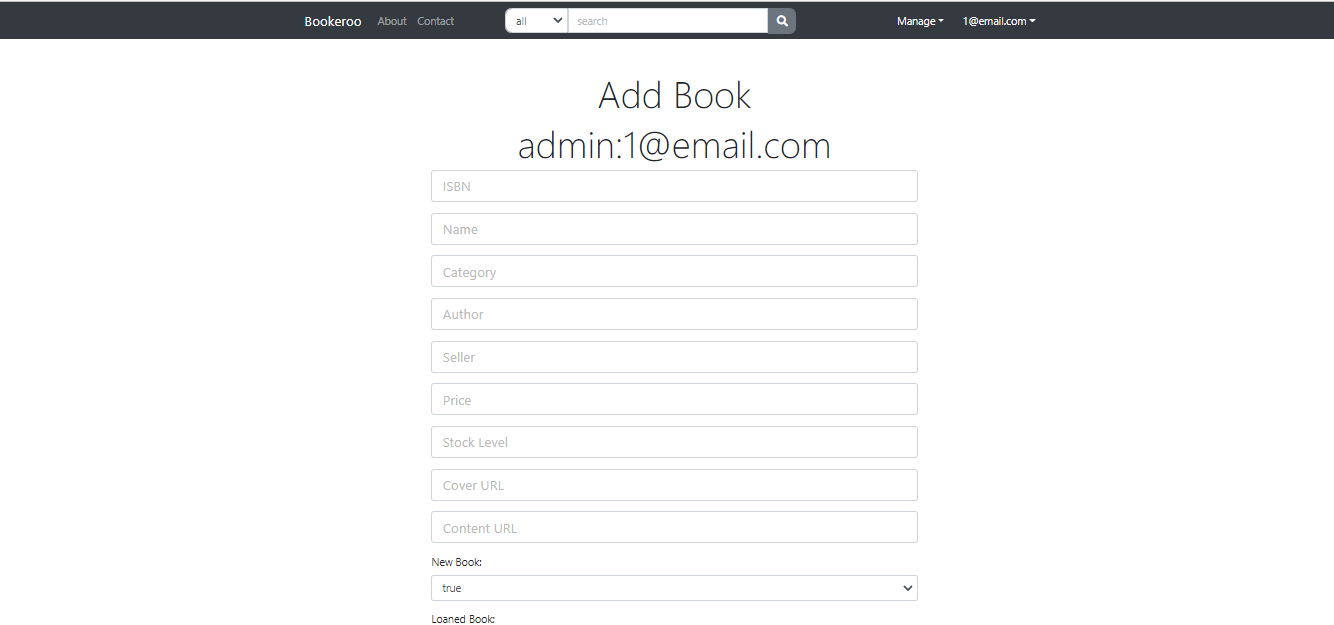 Bookeroo About Contact all search Manage 1@email.com
Add Book
admin:1@email.com
ISBN
Name
Category
Author
Seller
Price
Stock Level
Cover URL
Content URL
New Book:
true
Loaned Book: